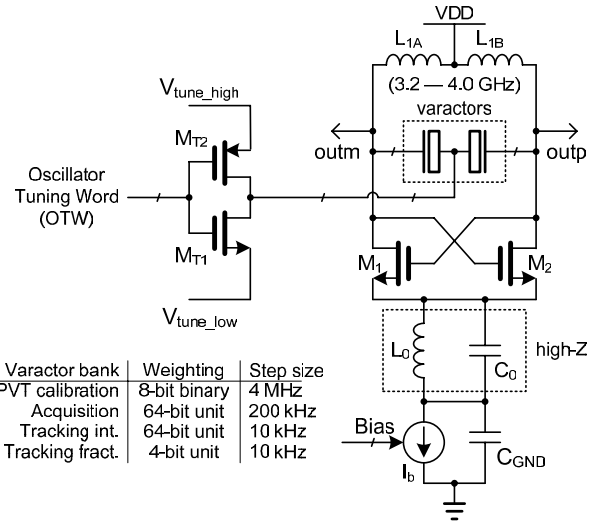 VDD
L1A L1B
(3.2 — 4.0 GHz)
varactors
Vtune_high
MT2
outm outp
Oscillator
Tuning Word
(OTW)
MT1
M1 M2
Vtune_low
L0 C0 high-Z
Varactor bank Weighting Step size
PVT calibration 8-bit binary 4 MHz
Acquisition 64-bit unit 200 kHz
Tracking int. 64-bit unit 10 kHz
Tracking fract. 4-bit unit 10 kHz
Bias
Ib
CGND